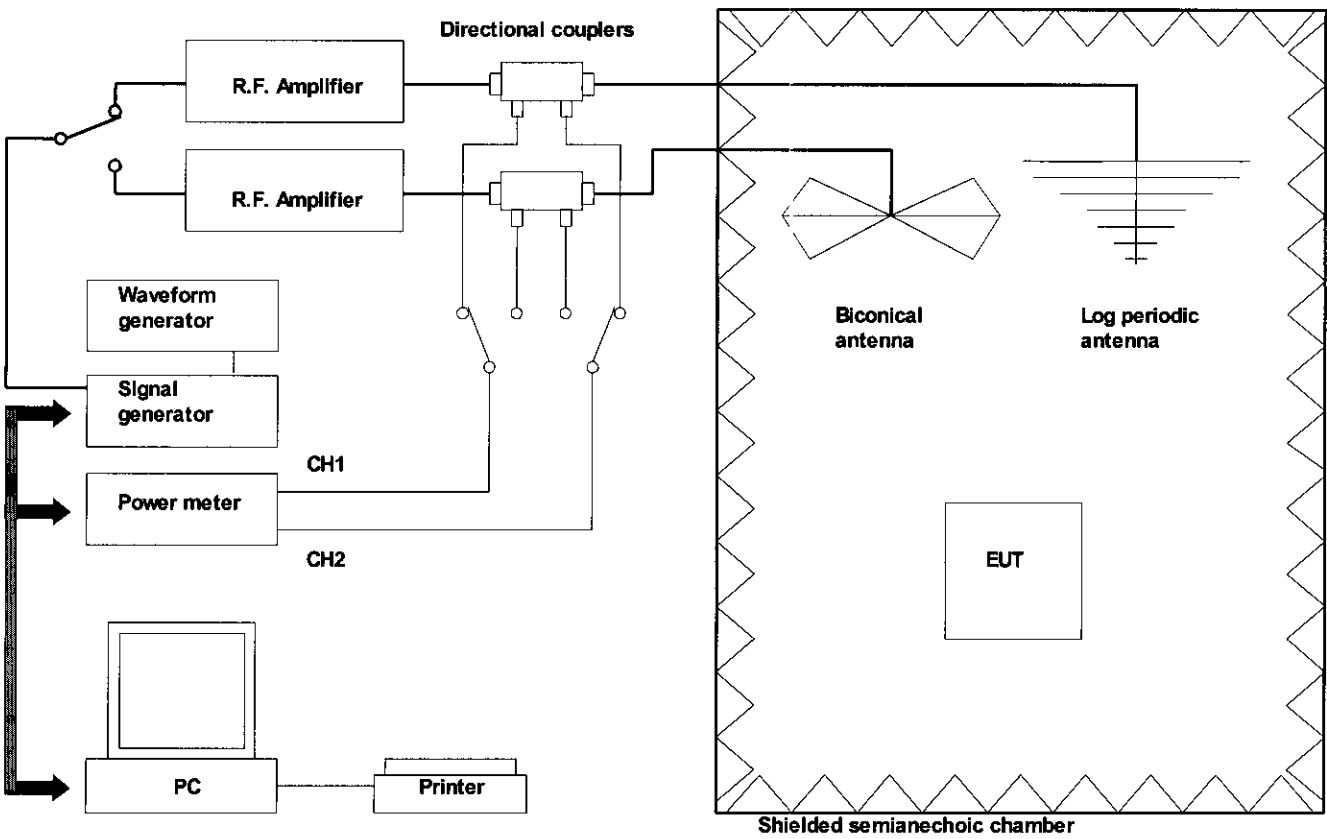 Directional couplers
R.F. Amplifier
R.F. Amplifier
Waveform
generator
Signal
generator
Power meter
CH1
CH2
PC
Printer
Biconical
antenna
Log periodic
antenna
EUT
Shielded semianechoic chamber